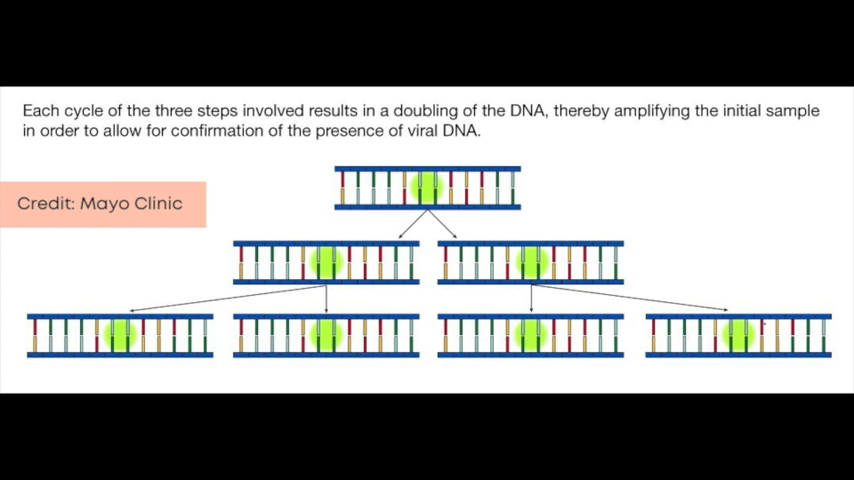 Each cycle of the three steps involved results in a doubling of the DNA, thereby amplifying the initial sample
in order to allow for confirmation of the presence of viral DNA.
Credit: Mayo Clinic